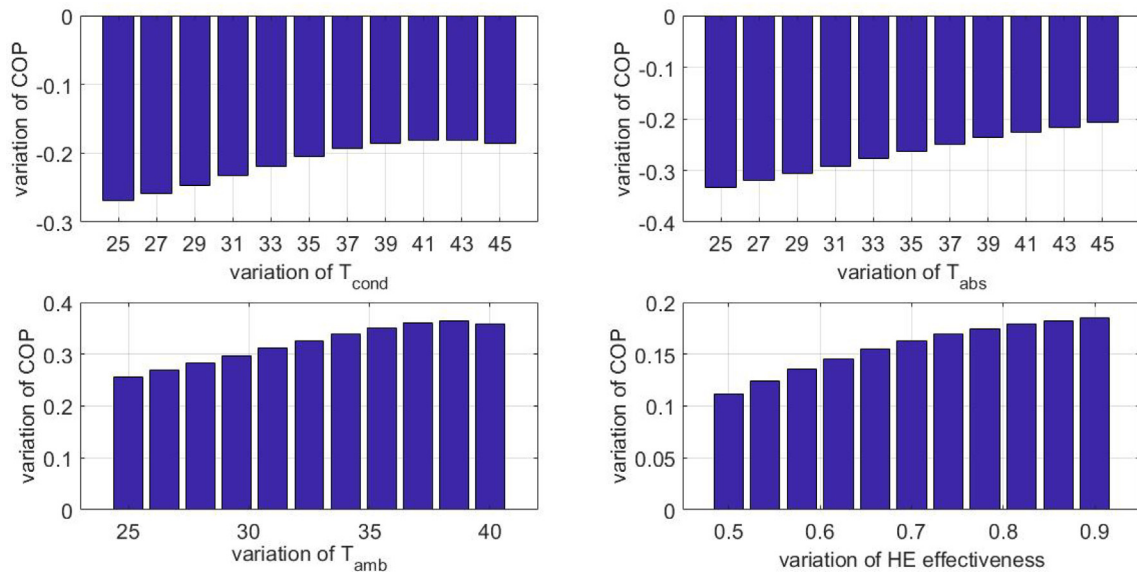 0
-0.1
-0.2
-0.3
variation of COP
25 27 29 31 33 35 37 39 41 43 45
variation of T_cond
0
-0.1
-0.2
-0.3
-0.4
variation of COP
25 27 29 31 33 35 37 39 41 43 45
variation of T_abs
0.4
0.3
0.2
0.1
0
variation of COP
25 30 35 40
variation of T_amb
0.2
0.15
0.1
0.05
0
variation of COP
0.5 0.6 0.7 0.8 0.9
variation of HE effectiveness